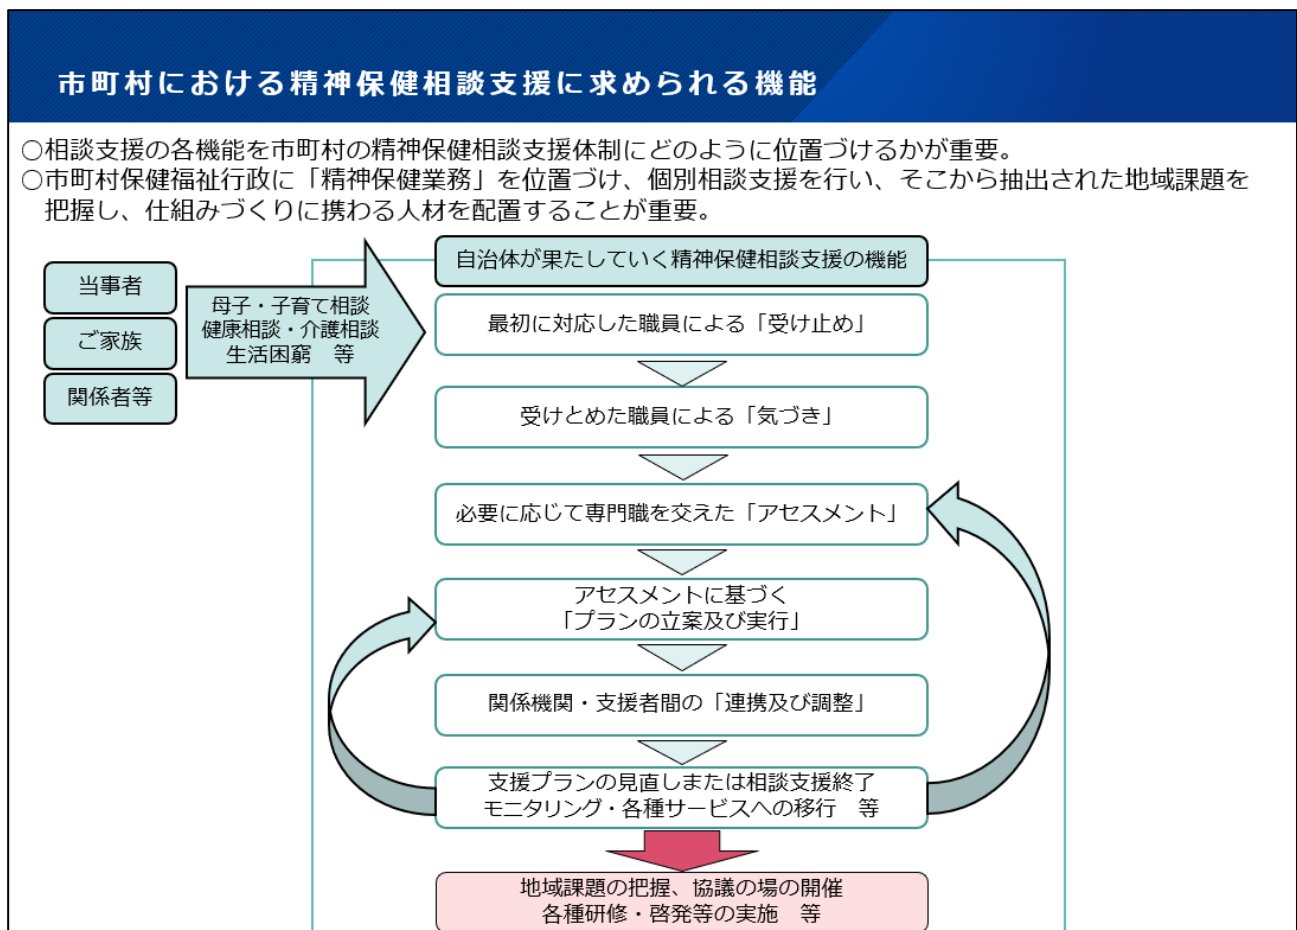 市町村における精神保健相談支援に求められる機能
○相談支援の各機能を市町村の精神保健相談支援体制にどのように位置づけるかが重要。
○市町村保健福祉行政に「精神保健業務」を位置づけ、個別相談支援を行い、そこから抽出された地域課題を
把握し、仕組みづくりに携わる人材を配置することが重要。
当事者
ご家族
関係者等
母子・子育て相談
健康相談・介護相談
生活困窮　等
自治体が果たしていく精神保健相談支援の機能
最初に対応した職員による「受け止め」
受けとめた職員による「気づき」
必要に応じて専門職を交えた「アセスメント」
アセスメントに基づく
「プランの立案及び実行」
関係機関・支援者間の「連携及び調整」
支援プランの見直しまたは相談支援終了
モニタリング・各種サービスへの移行　等
地域課題の把握、協議の場の開催
各種研修・啓発等の実施　等